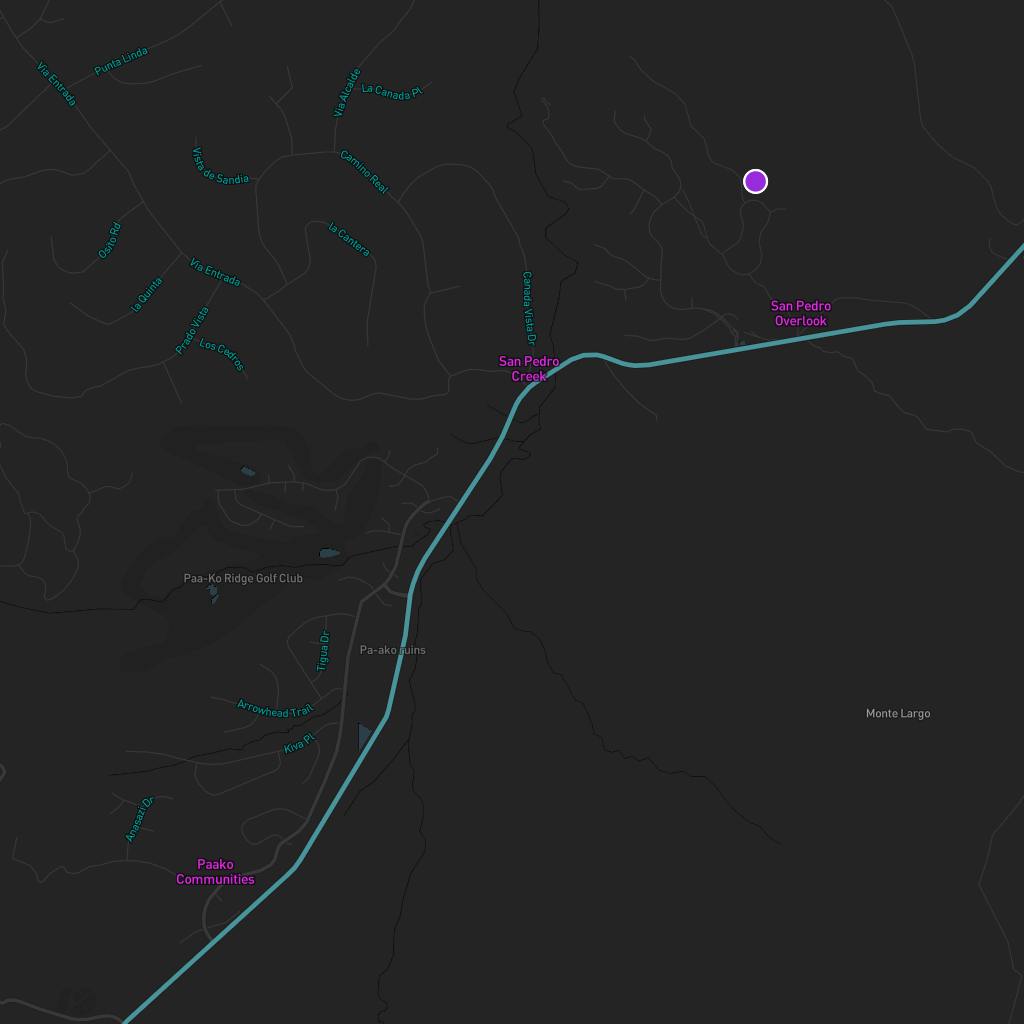 Punta Linda
Via Entrada
Via Alcalde
La Canada Pl
Vista de Sandia
Camino Real
Osito Rd
la Cantera
Via Entrada
la Quinta
Canada Vista Dr
Prado Vista
Los Cedros
San Pedro
Overlook
San Pedro
Creek
Paa-Ko Ridge Golf Club
Tigua Dr
Pa-ako ruins
Arrowhead Trail
Monte Largo
Kiva Pl
Anasazi Dr
Paako
Communities